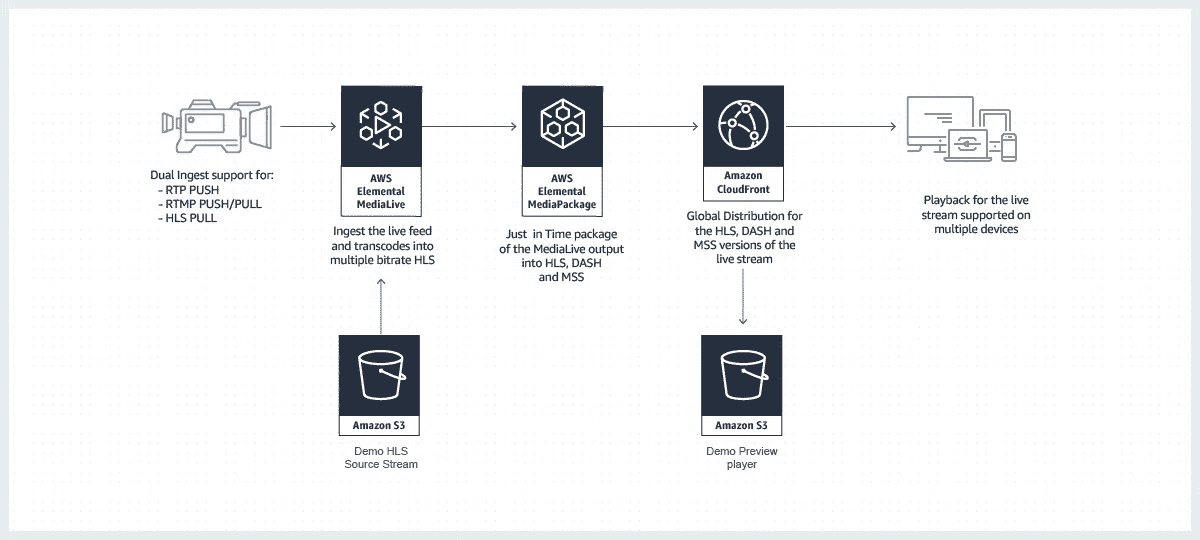 Dual Ingest support for:
- RTP PUSH
- RTMP PUSH/PULL
- HLS PULL
AWS
Elemental
MediaLive
Ingest the live feed
and transcodes into
multiple bitrate HLS
AWS
Elemental
MediaPackage
Just in Time package
of the MediaLive output
into HLS, DASH
and MSS
Amazon
CloudFront
Global Distribution for
the HLS, DASH and
MSS versions of the
live stream
Playback for the live
stream supported on
multiple devices
Amazon S3
Demo HLS
Source Stream
Amazon S3
Demo Preview
player